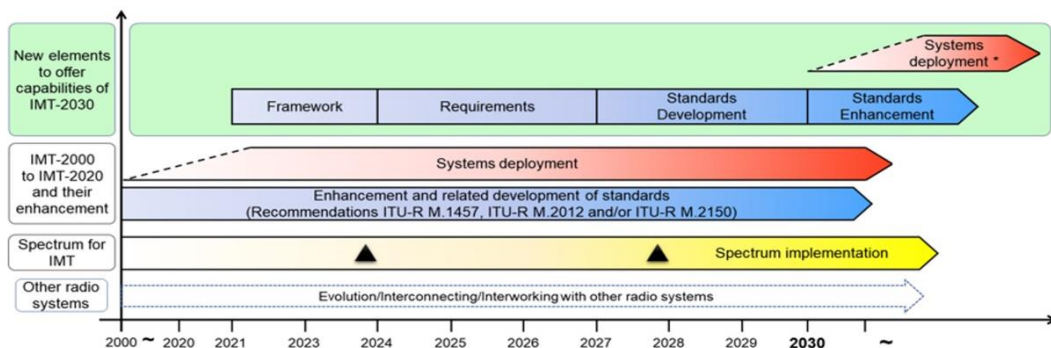 New elements
to offer
capabilities of
IMT-2030
Systems
deployment *
Framework
Requirements
Standards
Development
Standards
Enhancement
IMT-2000
to IMT-2020
and their
enhancement
Systems deployment
Enhancement and related development of standards
(Recommendations ITU-R M.1457, ITU-R M.2012 and/or ITU-R M.2150)
Spectrum for
IMT
Spectrum implementation
Other radio
systems
Evolution/Interconnecting/Interworking with other radio systems
2000 ~ 2020 2021 2023 2024 2025 2026 2027 2028 2029 2030 ~